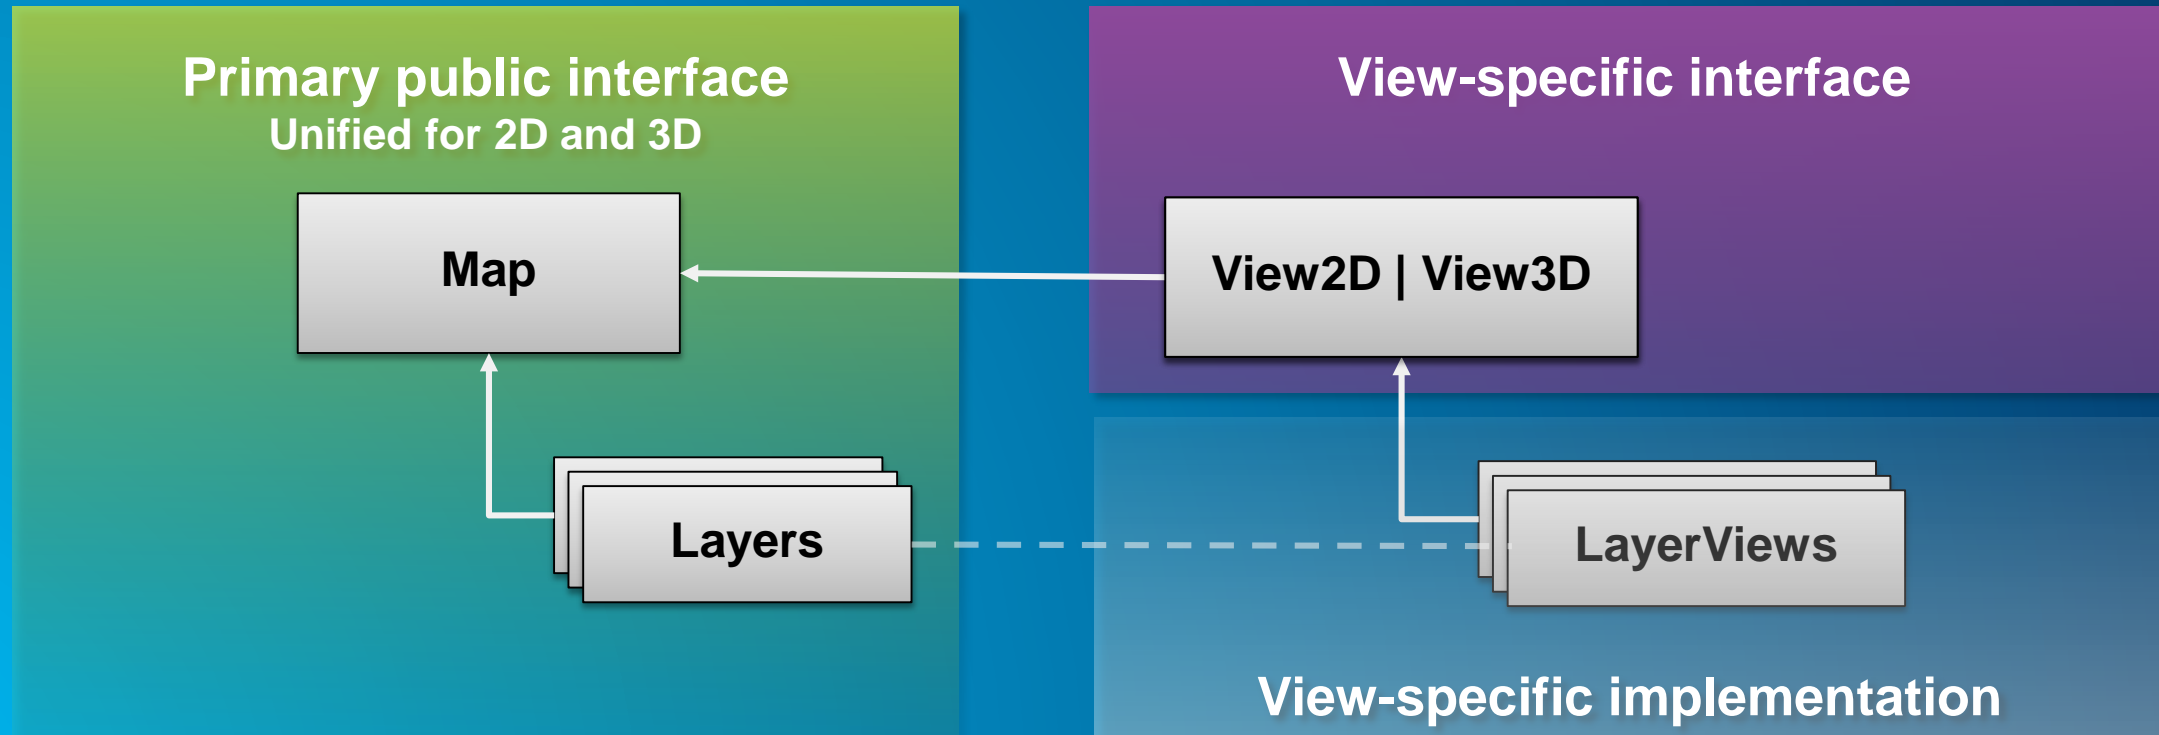 Primary public interface
Unified for 2D and 3D
Map
Layers
View-specific interface
View2D | View3D
LayerViews
View-specific implementation